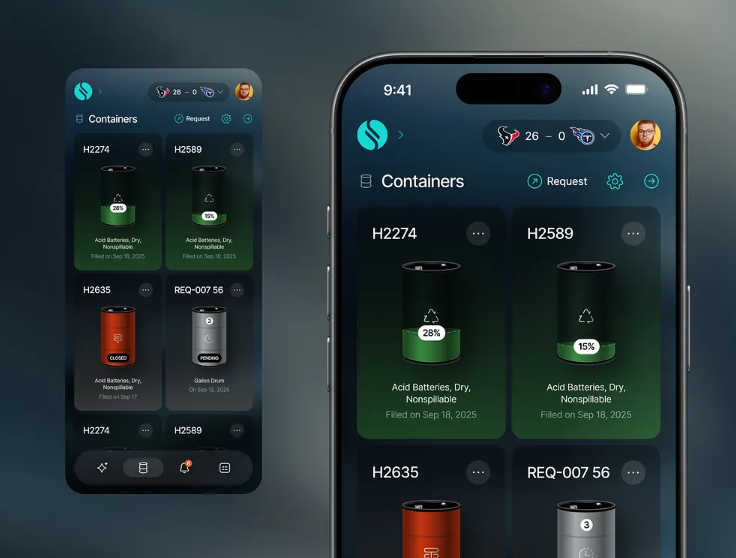 26 – 0
Containers
Request
H2274
H2589
28%
15%
Acid Batteries, Dry,
Nonspillable
Acid Batteries, Dry,
Nonspillable
Filled on Sep 18, 2025
Filled on Sep 18, 2025
H2635
REQ-007 56
3
CLOSED
PENDING
Acid Batteries, Dry,
Nonspillable
Gallon Drum
Filled on Sep 17
On Sep 12, 2025
H2274
H2589
9:41
26 – 0
Containers
Request
H2274
H2589
28%
15%
Acid Batteries, Dry,
Nonspillable
Acid Batteries, Dry,
Nonspillable
Filled on Sep 18, 2025
Filled on Sep 18, 2025
H2635
REQ-007 56
3